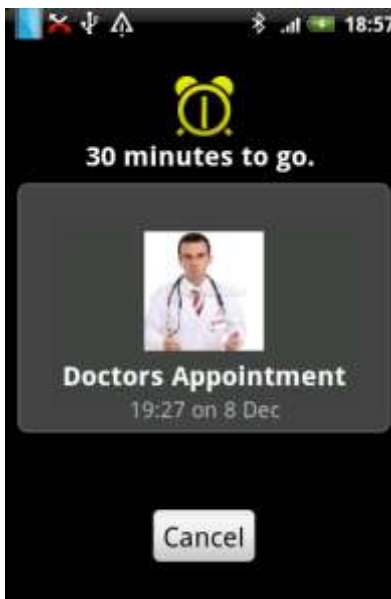 18:57
30 minutes to go.
Doctors Appointment
19:27 on 8 Dec
Cancel